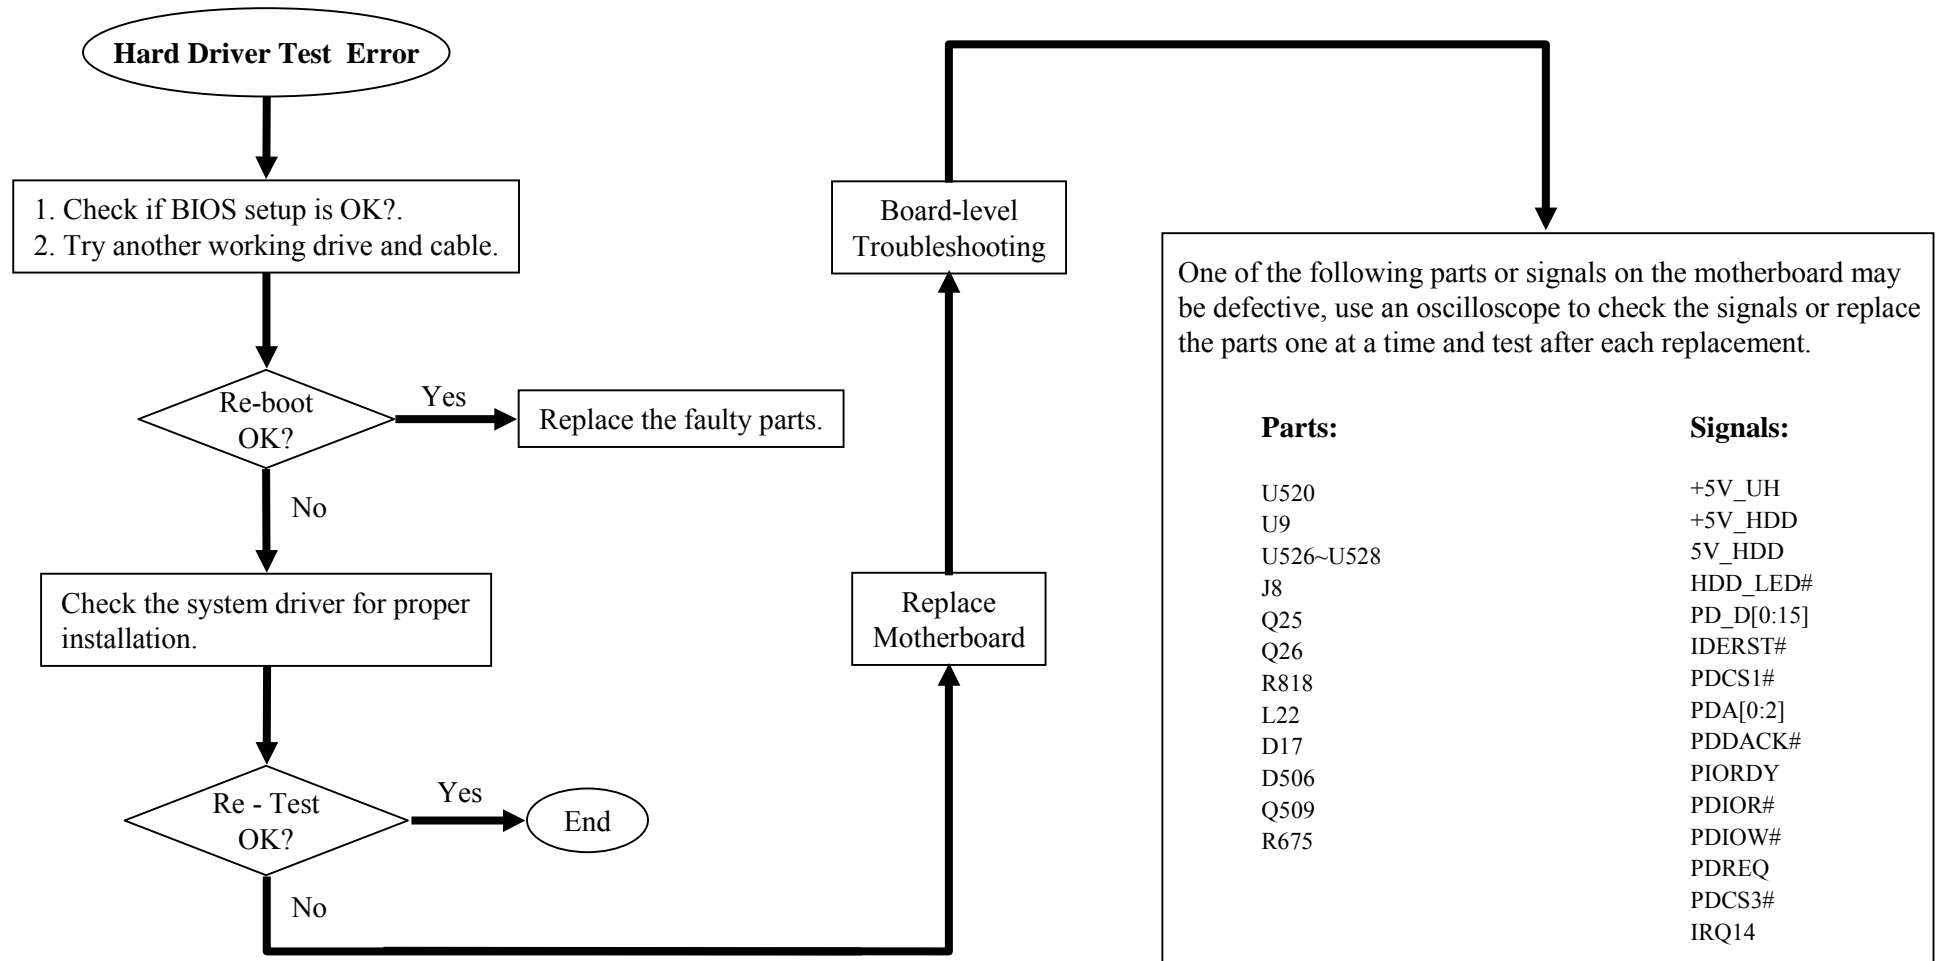 Hard Driver Test Error
1. Check if BIOS setup is OK?.
2. Try another working drive and cable.
Re-boot
OK?
Yes
Replace the faulty parts.
No
Check the system driver for proper
installation.
Re - Test
OK?
Yes
End
No
Replace
Motherboard
Board-level
Troubleshooting
One of the following parts or signals on the motherboard may
be defective, use an oscilloscope to check the signals or replace
the parts one at a time and test after each replacement.
Parts:
U520
U9
U526~U528
J8
Q25
Q26
R818
L22
D17
D506
Q509
R675
Signals:
+5V_UH
+5V_HDD
5V_HDD
HDD_LED#
PD_D[0:15]
IDERST#
PDCS1#
PDA[0:2]
PDDACK#
PIORDY
PDIOR#
PDIOW#
PDREQ
PDCS3#
IRQ14